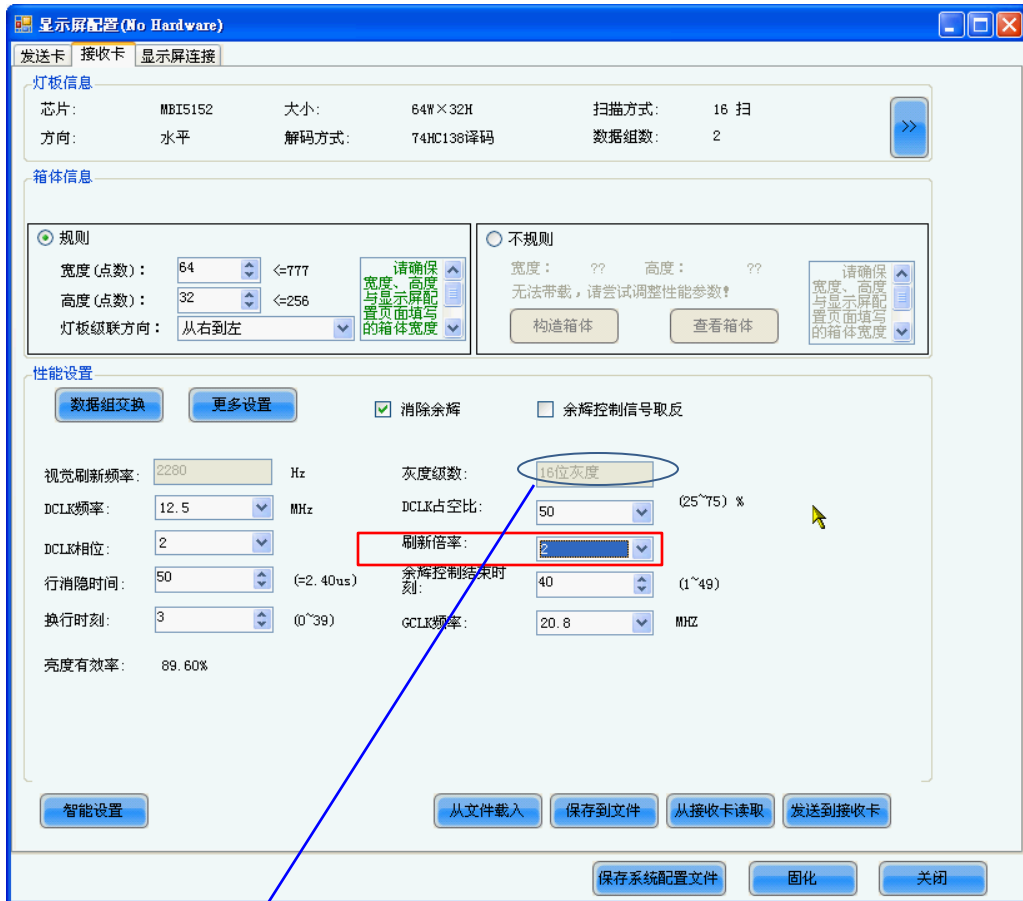 显示屏配置(No Hardware)
发送卡 接收卡 显示屏连接
灯板信息
芯片: MBI5152 大小: 64W×32H 扫描方式: 16 扫
方向: 水平 解码方式: 74HC138译码 数据组数: 2
>>
箱体信息
规则
宽度(点数): 64 <=777
高度(点数): 32 <=256
灯板级联方向: 从右到左
请确保
宽度、高度
与显示屏配
置页面填写
的箱体宽度
不规则
宽度: ?? 高度: ??
无法带载，请尝试调整性能参数!
构造箱体 查看箱体
请确保
宽度、高度
与显示屏配
置页面填写
的箱体宽度
性能设置
数据组交换 更多设置 消除余辉 余辉控制信号取反
视觉刷新频率: 2280 Hz 灰度级数: 16位灰度
DCLK频率: 12.5 MHz DCLK占空比: 50 (25~75) %
DCLK相位: 2 刷新倍率: 2
行消隐时间: 50 (=2.40us) 余辉控制结束时
刻: 40 (1~49)
换行时刻: 3 (0~39) GCLK频率: 20.8 MHZ
亮度有效率: 89.60%
智能设置 从文件载入 保存到文件 从接收卡读取 发送到接收卡
保存系统配置文件 固化 关闭